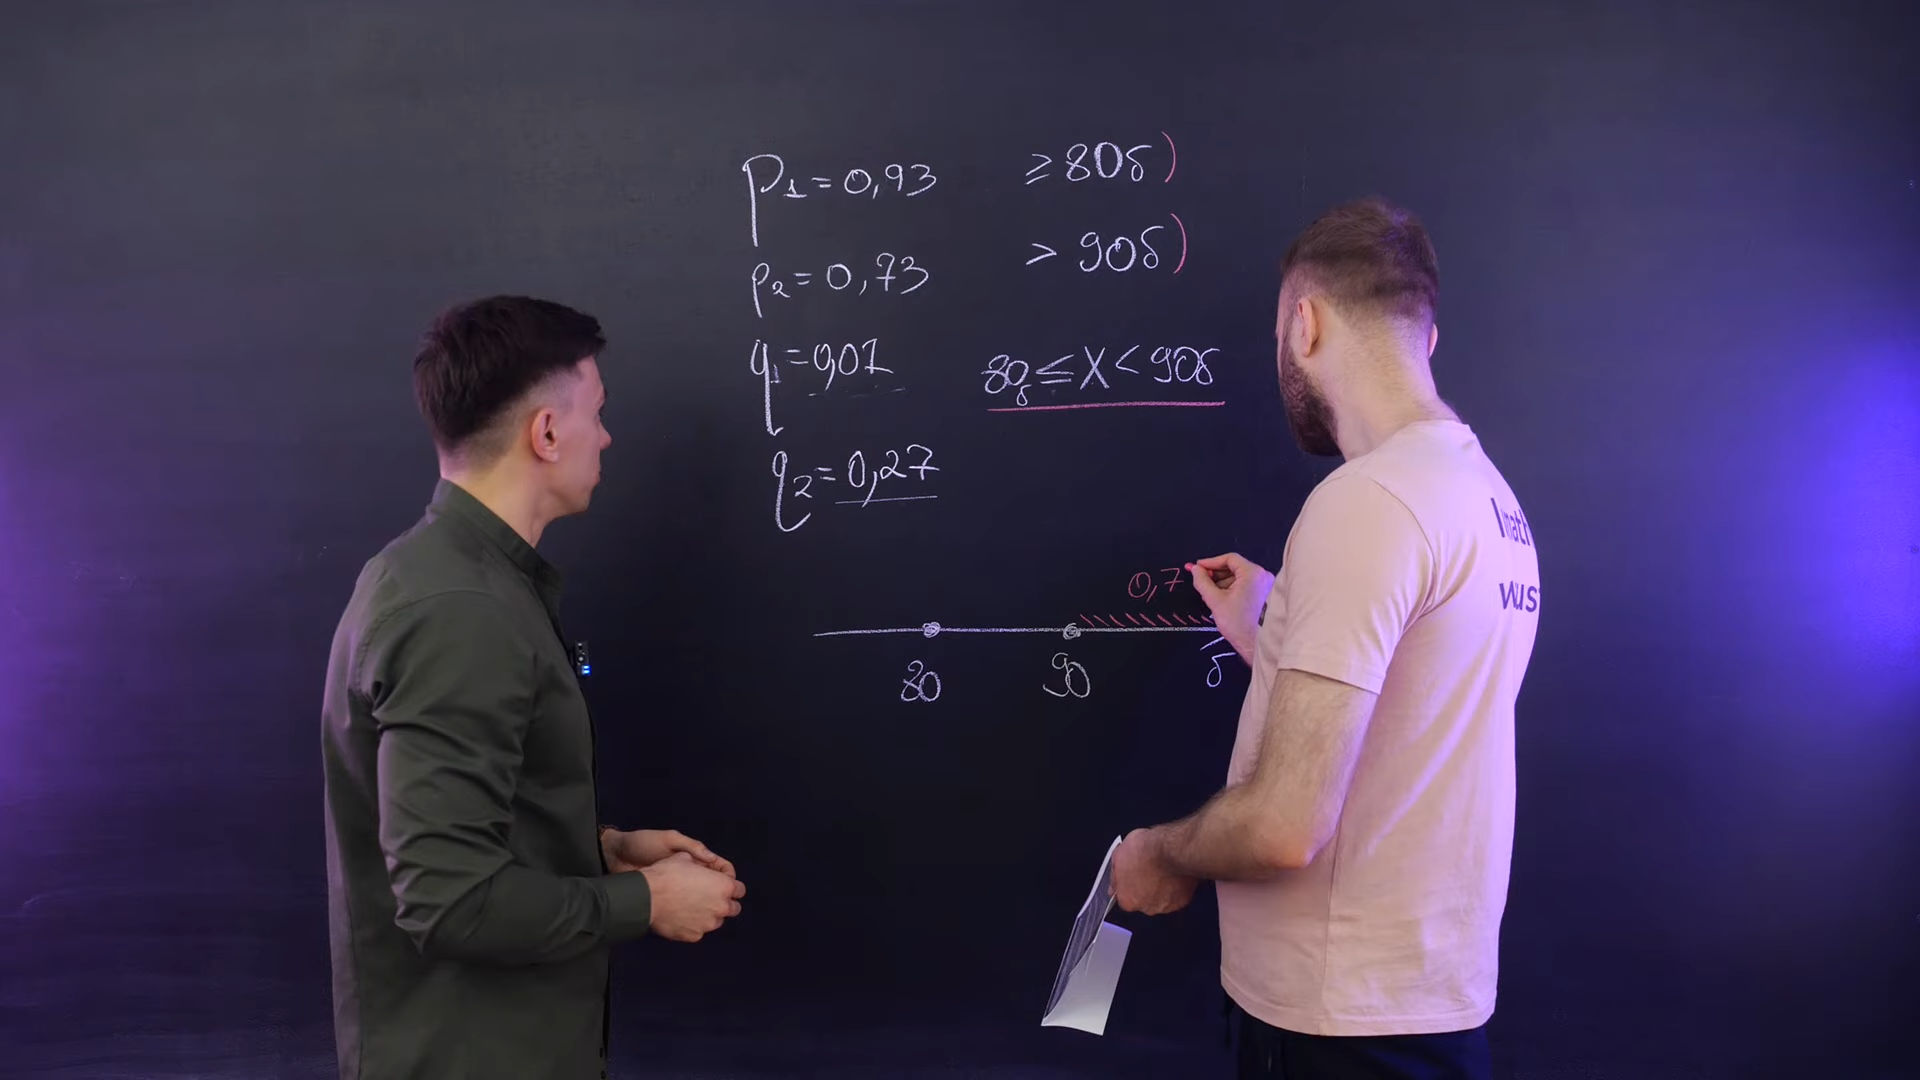 p₁=0,93 ≥80б)
p₂=0,73 >90б)
q₁=0,07 80б≤X<90б
q₂=0,27
0,7
80 90 б